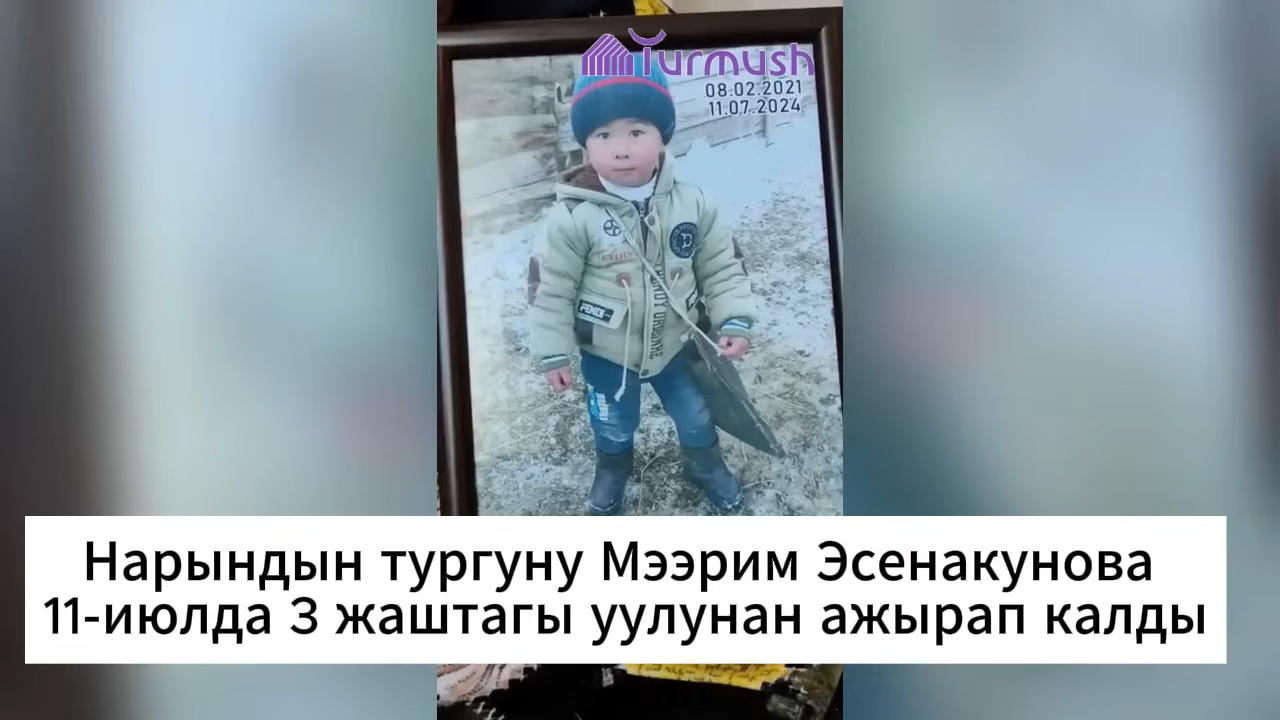 Turmush
08.02.2021
11.07.2024
FENDI
Нарындын тургуну Мээрим Эсенакунова
11-июлда 3 жаштагы уулунан ажырап калды